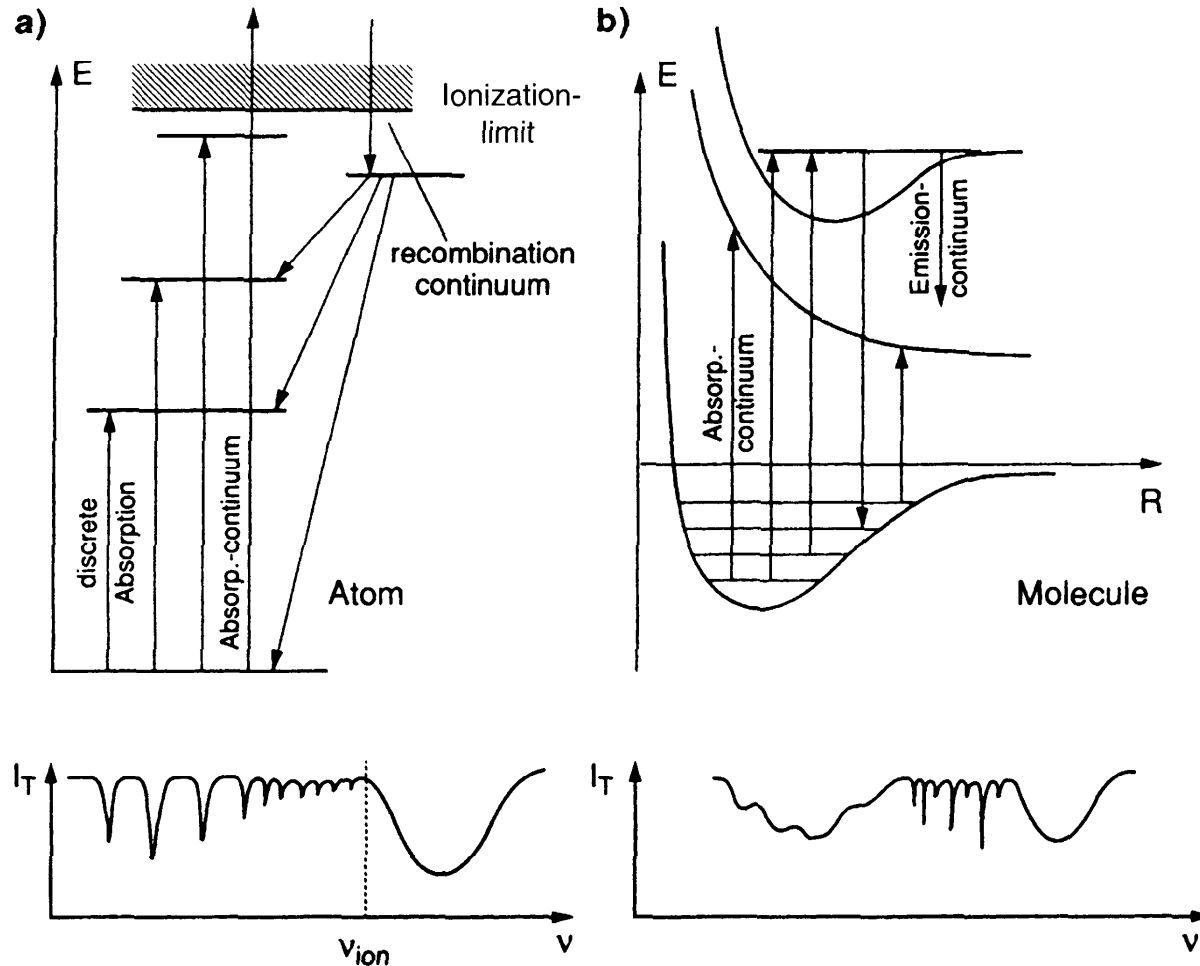 a)
E
Ionization-
limit
recombination
continuum
discrete
Absorption
Absorp.-continuum
Atom
I_T
ν_ion
ν
b)
E
Emission-
continuum
Absorp.-
continuum
R
Molecule
I_T
ν